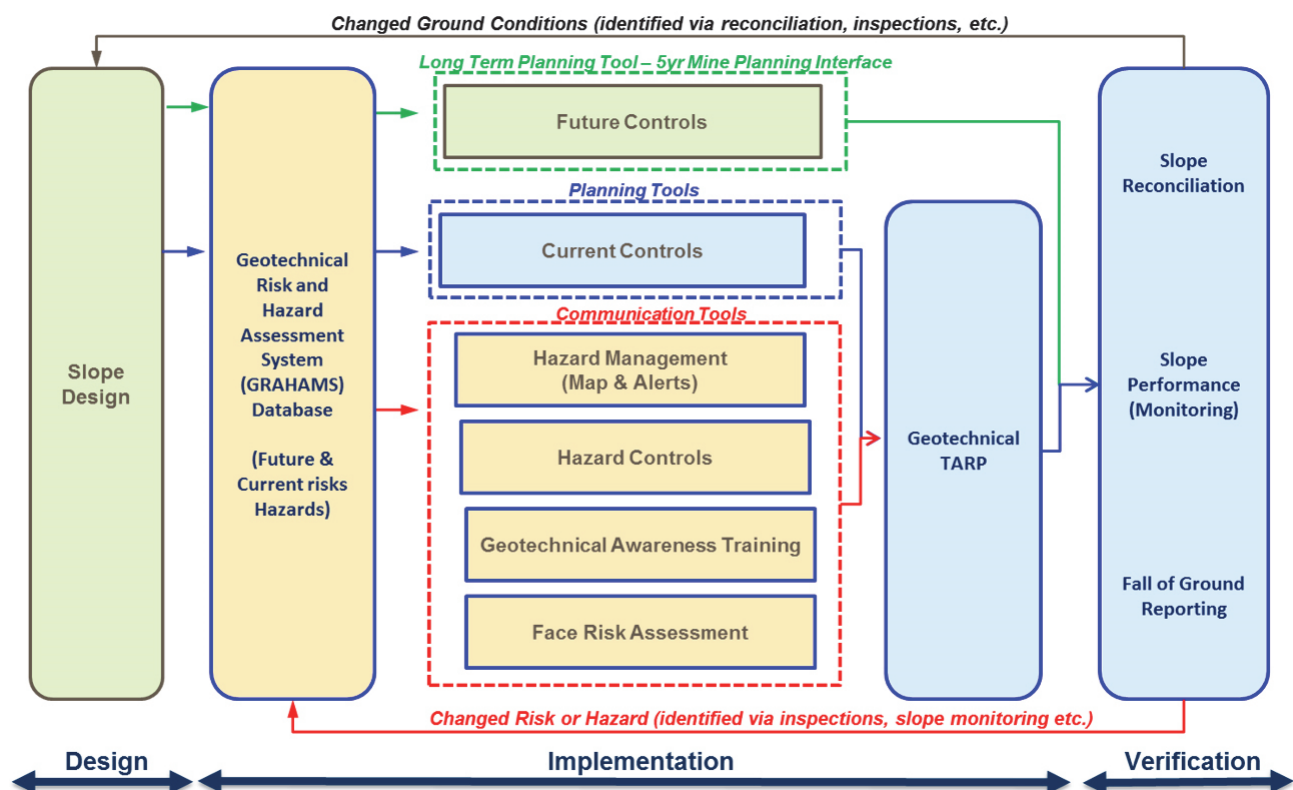 Changed Ground Conditions (identified via reconciliation, inspections, etc.)
Long Term Planning Tool – 5yr Mine Planning Interface
Future Controls
Planning Tools
Current Controls
Communication Tools
Hazard Management
(Map & Alerts)
Hazard Controls
Geotechnical Awareness Training
Face Risk Assessment
Slope
Design
Geotechnical
Risk and
Hazard
Assessment
System
(GRAHAMS)
Database
(Future &
Current risks
Hazards)
Geotechnical
TARP
Slope
Reconciliation
Slope
Performance
(Monitoring)
Fall of Ground
Reporting
Changed Risk or Hazard (identified via inspections, slope monitoring etc.)
Design
Implementation
Verification